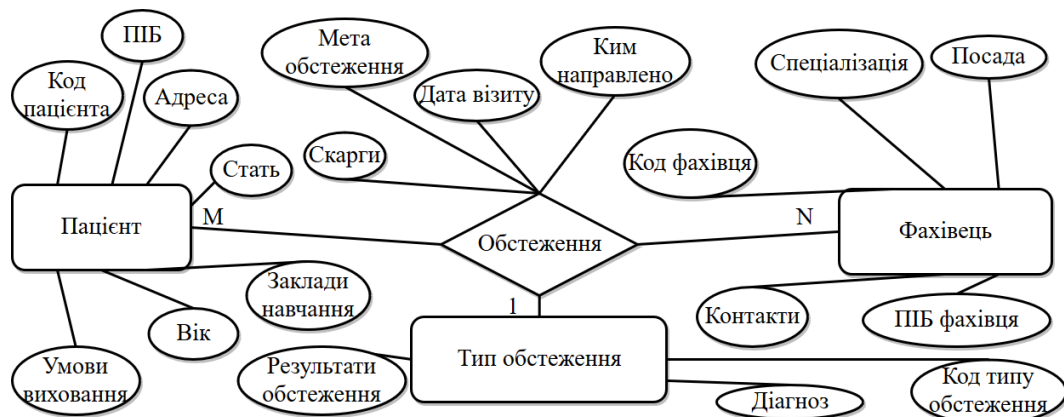 ПІБ
Мета
обстеження
Ким
направлено
Спеціалізація
Посада
Код
пацієнта
Адреса
Дата візиту
Скарги
Код фахівця
Стать
Пацієнт
M
Обстеження
N
Фахівець
Заклади
навчання
1
Контакти
ПІБ фахівця
Вік
Тип обстеження
Умови
виховання
Результати
обстеження
Діагноз
Код типу
обстеження